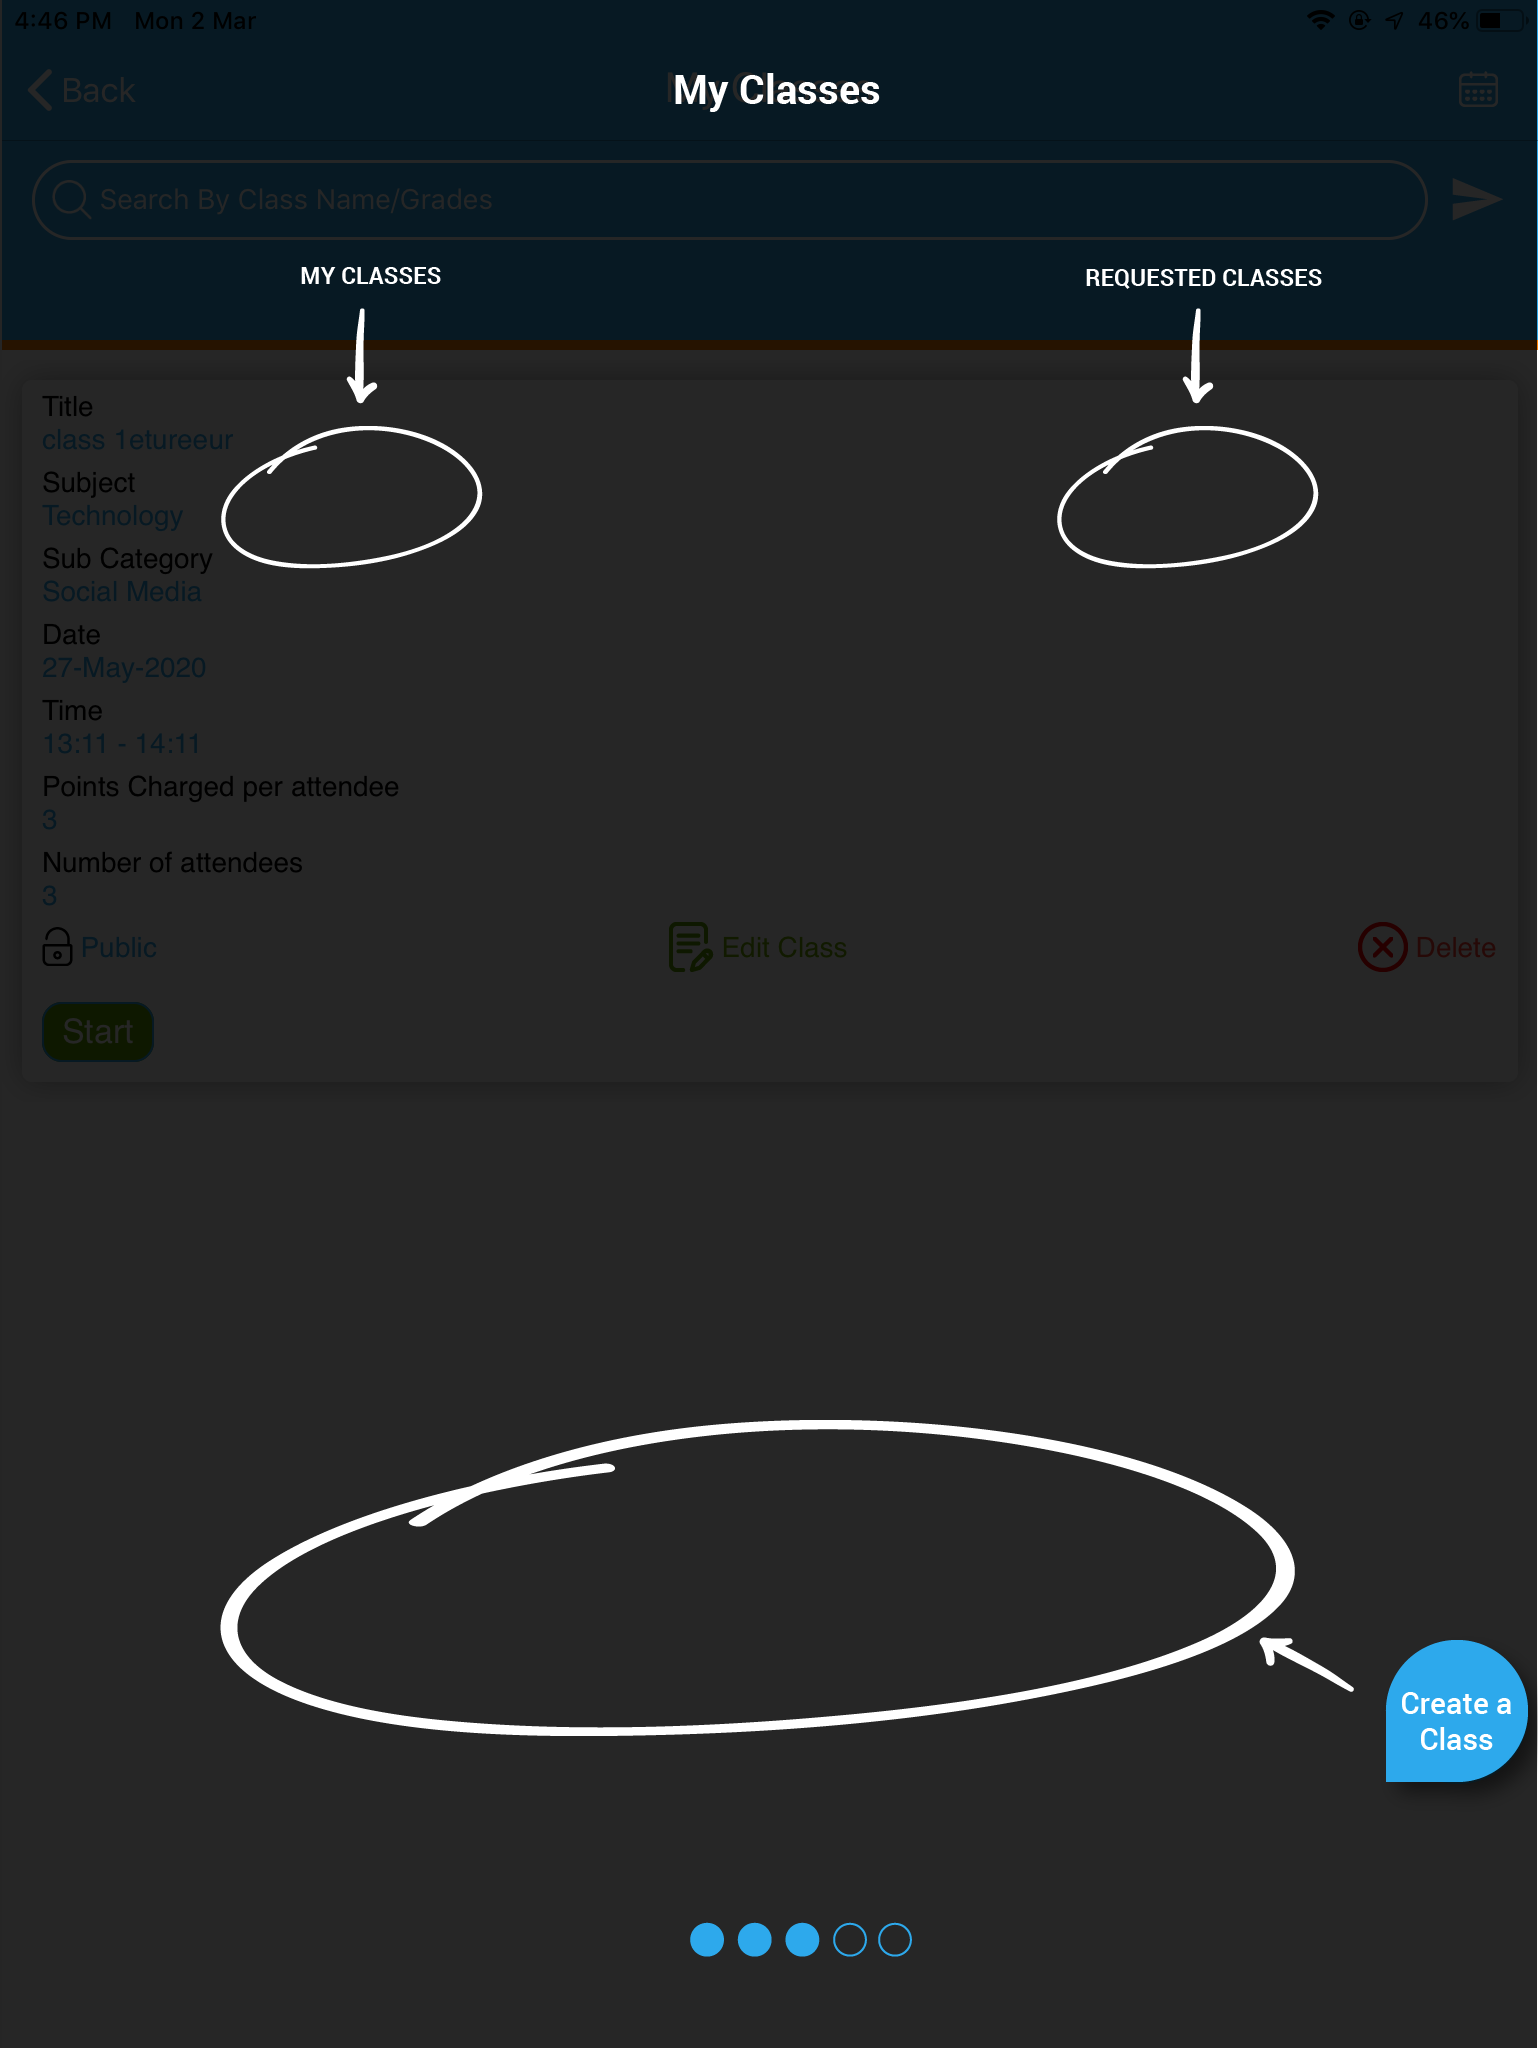 4:46 PM Mon 2 Mar 46%
Back My Classes
Search By Class Name/Grades
MY CLASSES REQUESTED CLASSES
Title
class 1etureeur
Subject
Technology
Sub Category
Social Media
Date
27-May-2020
Time
13:11 - 14:11
Points Charged per attendee
3
Number of attendees
3
Public Edit Class Delete
Start
Create a
Class